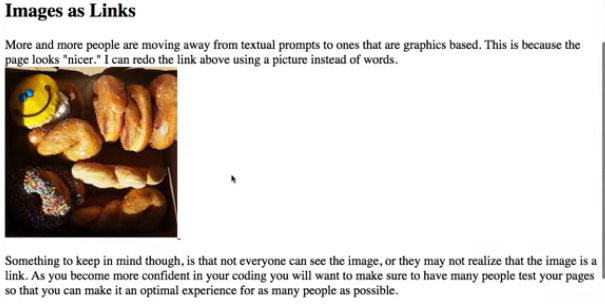 Images as Links
More and more people are moving away from textual prompts to ones that are graphics based. This is because the
page looks "nicer." I can redo the link above using a picture instead of words.
Something to keep in mind though, is that not everyone can see the image, or they may not realize that the image is a
link. As you become more confident in your coding you will want to make sure to have many people test your pages
so that you can make it an optimal experience for as many people as possible.